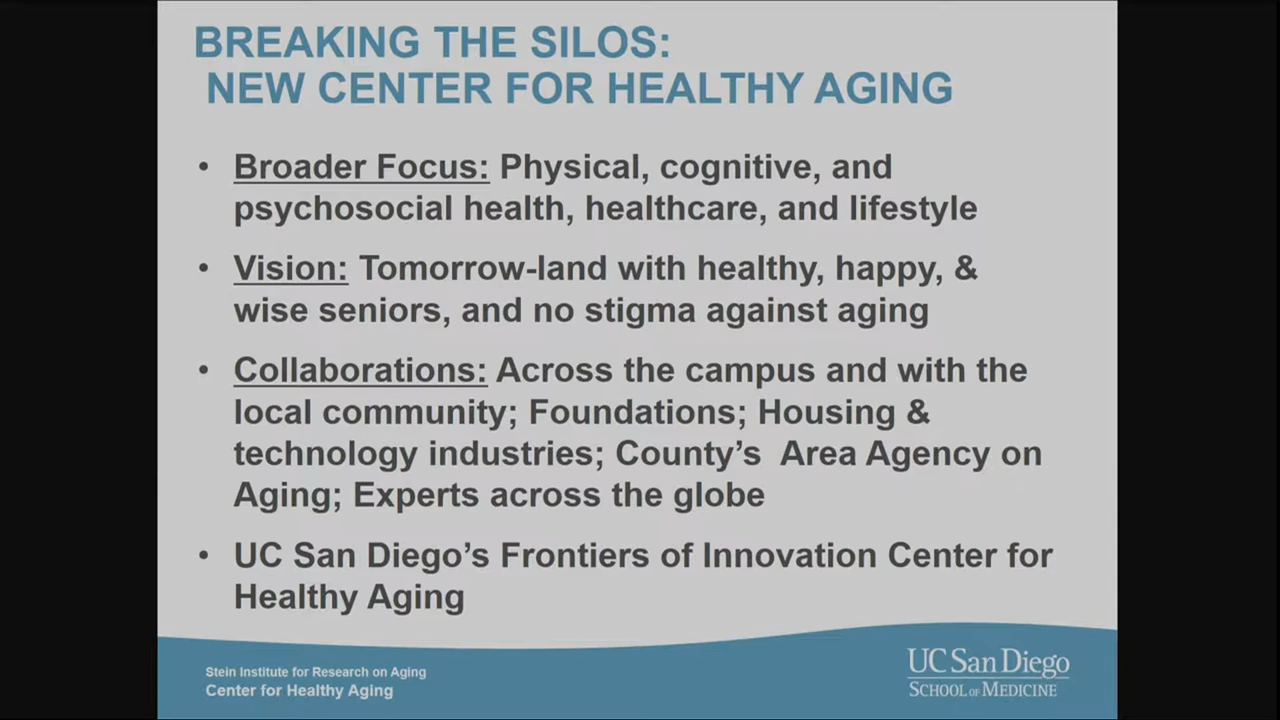 BREAKING THE SILOS:
NEW CENTER FOR HEALTHY AGING
• Broader Focus: Physical, cognitive, and
psychosocial health, healthcare, and lifestyle
• Vision: Tomorrow-land with healthy, happy, &
wise seniors, and no stigma against aging
• Collaborations: Across the campus and with the
local community; Foundations; Housing &
technology industries; County's Area Agency on
Aging; Experts across the globe
• UC San Diego's Frontiers of Innovation Center for
Healthy Aging
Stein Institute for Research on Aging
Center for Healthy Aging
UC San Diego
SCHOOL OF MEDICINE